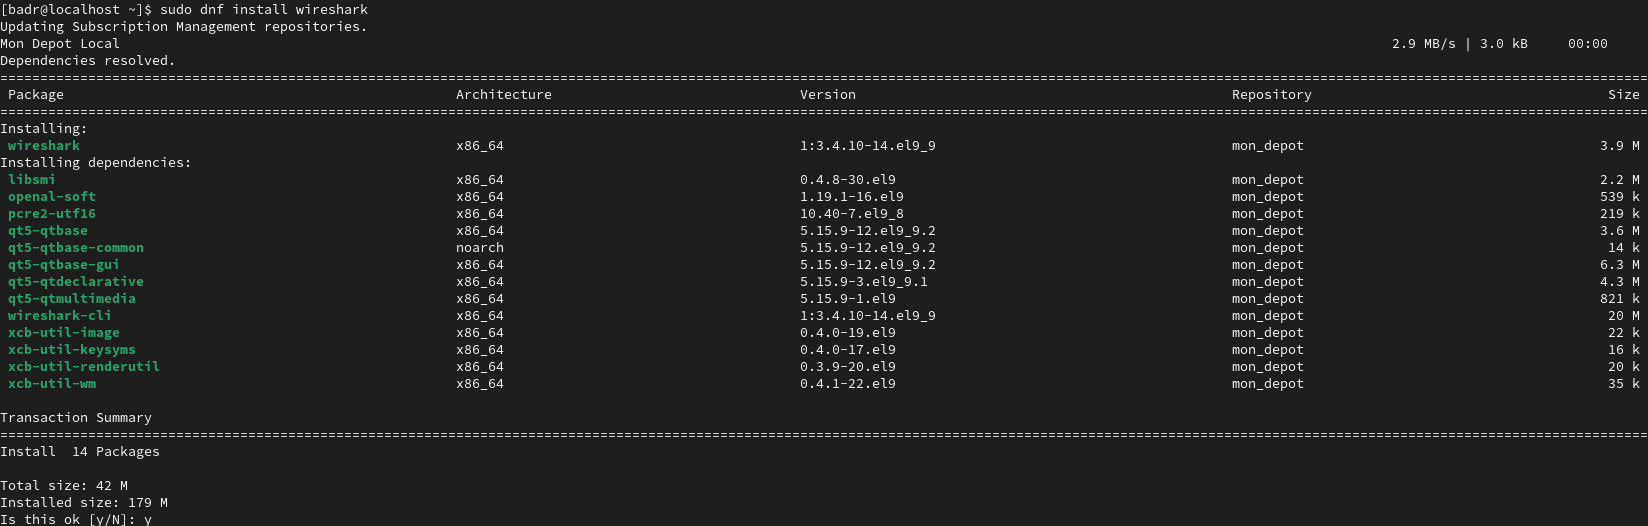 [badr@localhost ~]$ sudo dnf install wireshark
Updating Subscription Management repositories.
Mon Depot Local 2.9 MB/s | 3.0 kB 00:00
Dependencies resolved.
================================================================================
Package Architecture Version Repository Size
================================================================================
Installing:
wireshark x86_64 1:3.4.10-14.el9_9 mon_depot 3.9 M
Installing dependencies:
libsmi x86_64 0.4.8-30.el9 mon_depot 2.2 M
openal-soft x86_64 1.19.1-16.el9 mon_depot 539 k
pcre2-utf16 x86_64 10.40-7.el9_8 mon_depot 219 k
qt5-qtbase x86_64 5.15.9-12.el9_9.2 mon_depot 3.6 M
qt5-qtbase-common noarch 5.15.9-12.el9_9.2 mon_depot 14 k
qt5-qtbase-gui x86_64 5.15.9-12.el9_9.2 mon_depot 6.3 M
qt5-qtdeclarative x86_64 5.15.9-3.el9_9.1 mon_depot 4.3 M
qt5-qtmultimedia x86_64 5.15.9-1.el9 mon_depot 821 k
wireshark-cli x86_64 1:3.4.10-14.el9_9 mon_depot 20 M
xcb-util-image x86_64 0.4.0-19.el9 mon_depot 22 k
xcb-util-keysyms x86_64 0.4.0-17.el9 mon_depot 16 k
xcb-util-renderutil x86_64 0.3.9-20.el9 mon_depot 20 k
xcb-util-wm x86_64 0.4.1-22.el9 mon_depot 35 k
Transaction Summary
================================================================================
Install 14 Packages
Total size: 42 M
Installed size: 179 M
Is this ok [y/N]: y